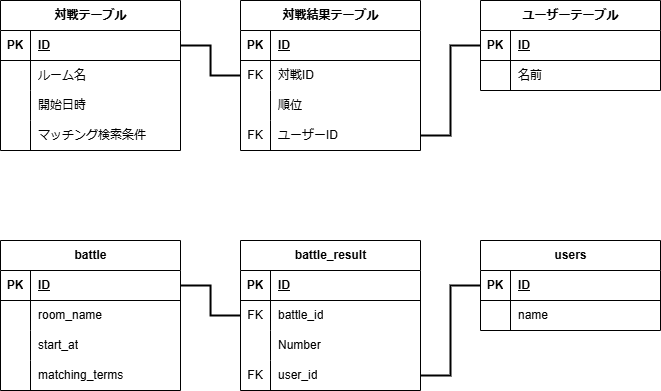 対戦テーブル
PK ID
ルーム名
開始日時
マッチング検索条件
対戦結果テーブル
PK ID
FK 対戦ID
順位
FK ユーザーID
ユーザーテーブル
PK ID
名前
battle
PK ID
room_name
start_at
matching_terms
battle_result
PK ID
FK battle_id
Number
FK user_id
users
PK ID
name